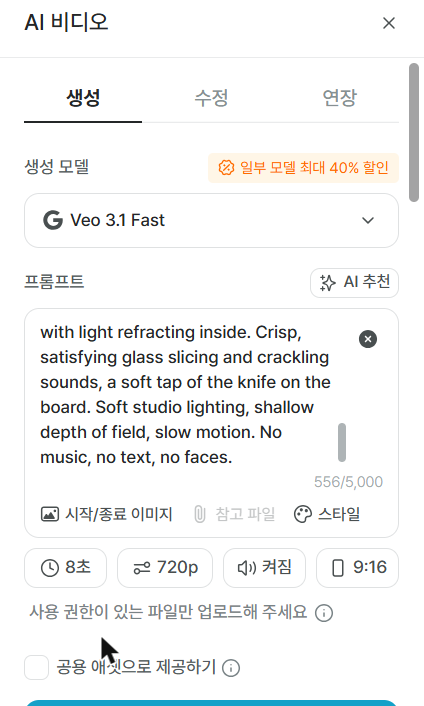 AI 비디오
생성
수정
연장
생성 모델
일부 모델 최대 40% 할인
Veo 3.1 Fast
프롬프트
AI 추천
with light refracting inside. Crisp,
satisfying glass slicing and crackling
sounds, a soft tap of the knife on the
board. Soft studio lighting, shallow
depth of field, slow motion. No
music, no text, no faces.
556/5,000
시작/종료 이미지
참고 파일
스타일
8초
720p
켜짐
9:16
사용 권한이 있는 파일만 업로드해 주세요
공용 애셋으로 제공하기